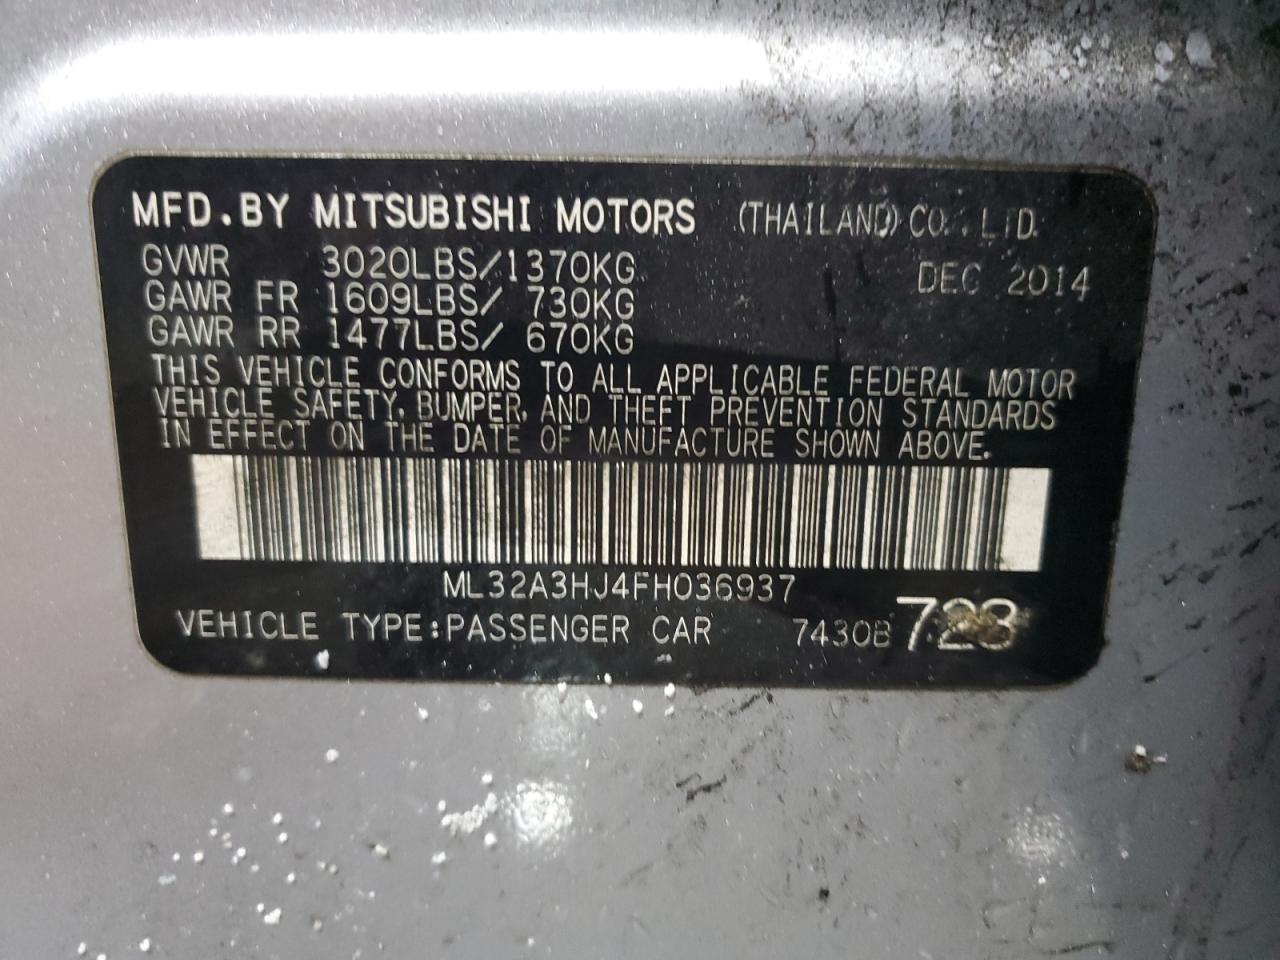 MFD.BY MITSUBISHI MOTORS (THAILAND) CO., LTD.
GVWR 3020LBS/1370KG DEC 2014
GAWR FR 1609LBS/ 730KG
GAWR RR 1477LBS/ 670KG
THIS VEHICLE CONFORMS TO ALL APPLICABLE FEDERAL MOTOR
VEHICLE SAFETY, BUMPER, AND THEFT PREVENTION STANDARDS
IN EFFECT ON THE DATE OF MANUFACTURE SHOWN ABOVE.
ML32A3HJ4FH036937
VEHICLE TYPE:PASSENGER CAR 7430B